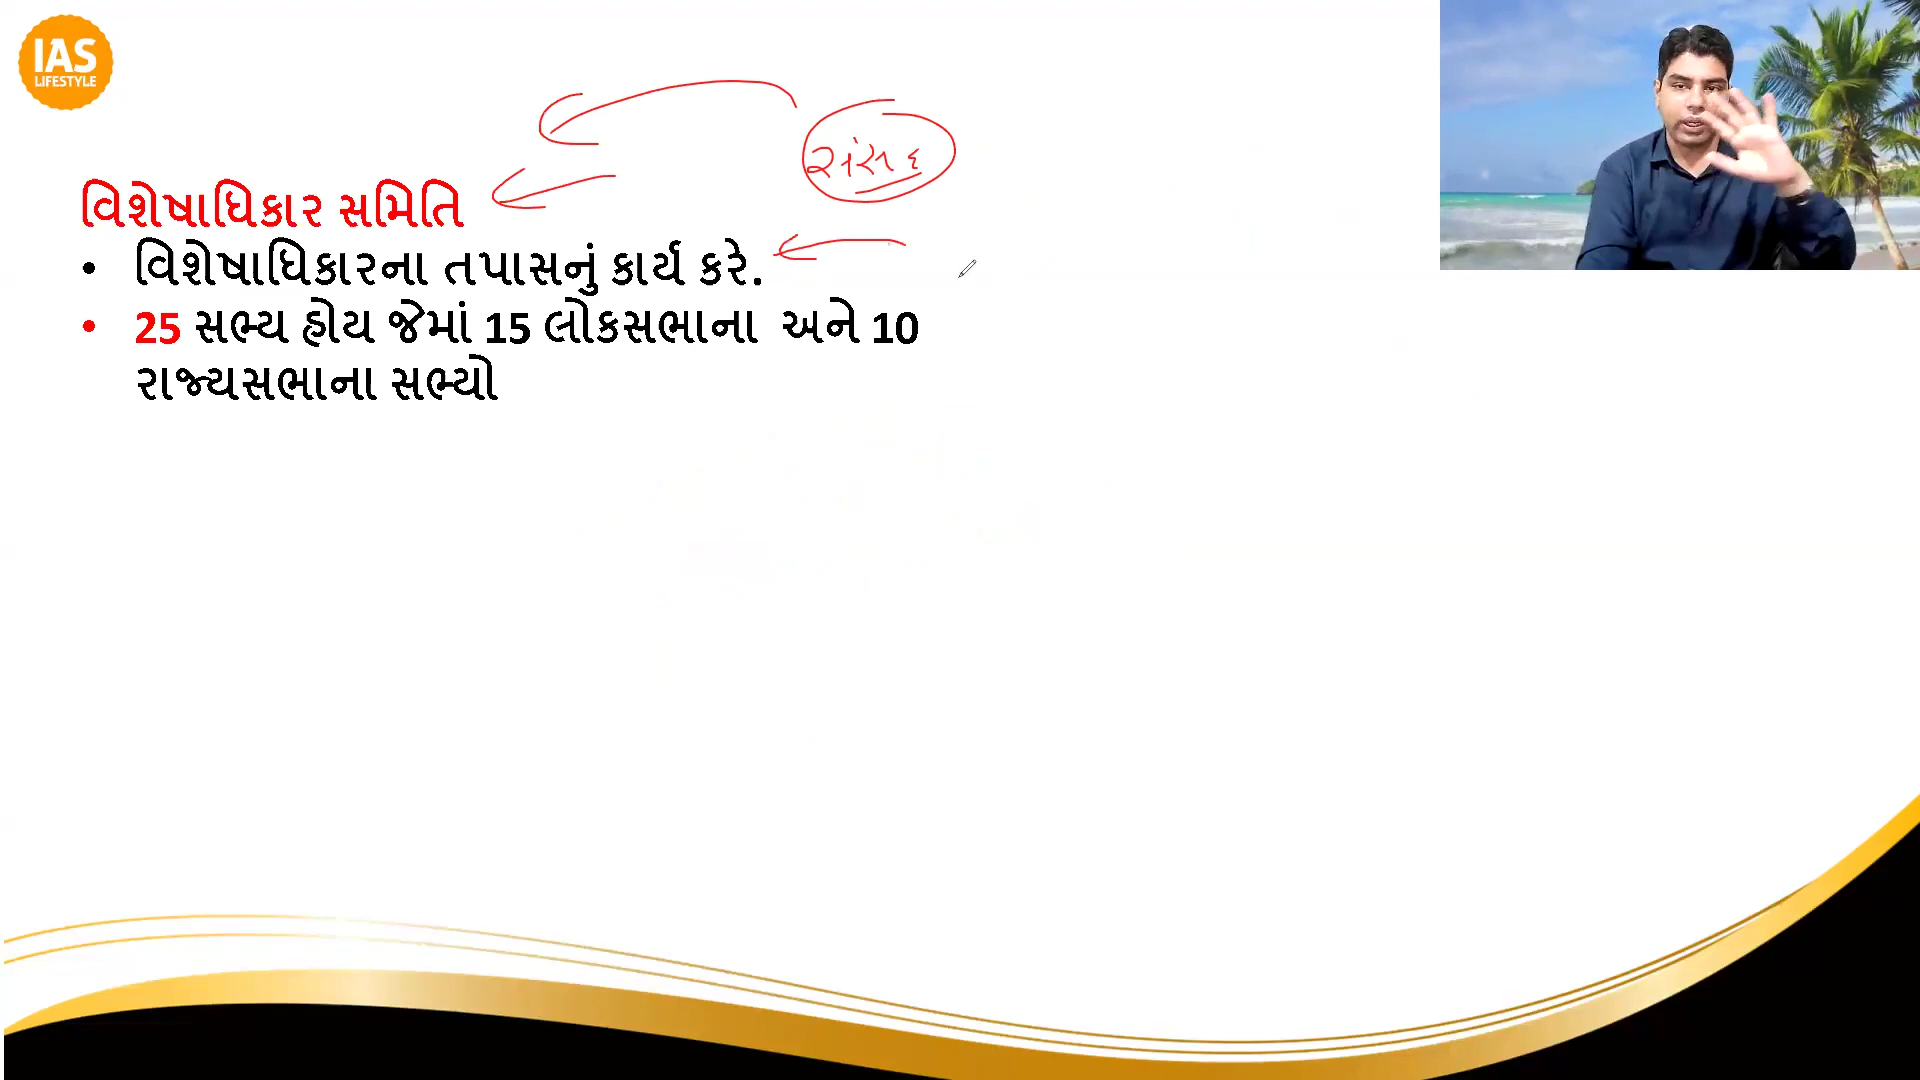 IAS
LIFESTYLE
સંસદ
વિશેષાધિકાર સમિતિ
• વિશેષાધિકારના તપાસનું કાર્ય કરે.
• 25 સભ્ય હોય જેમાં 15 લોકસભાના અને 10
રાજ્યસભાના સભ્યો